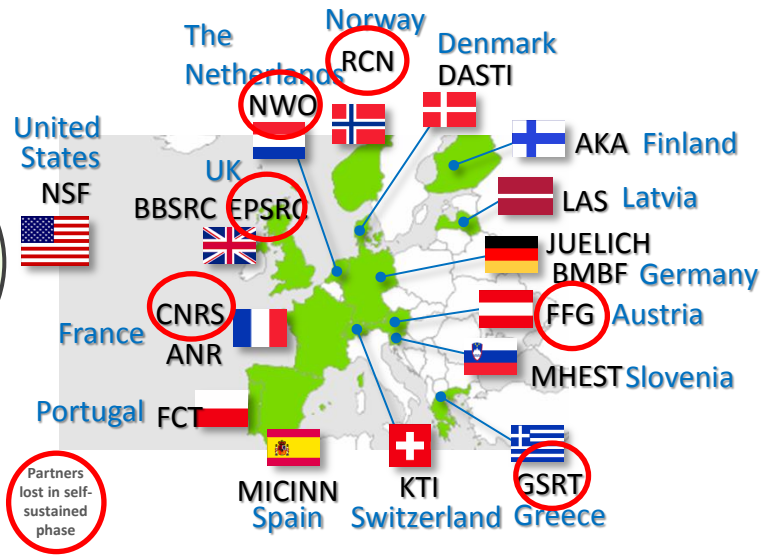 Norway
RCN
The
Netherlands
NWO
Denmark
DASTI
United
States
NSF
UK
BBSRC EPSRC
AKA Finland
LAS Latvia
JUELICH
BMBF Germany
CNRS
France
ANR
FFG Austria
MHEST Slovenia
Portugal FCT
MICINN
Spain
KTI
Switzerland
GSRT
Greece
Partners
lost in self-
sustained
phase